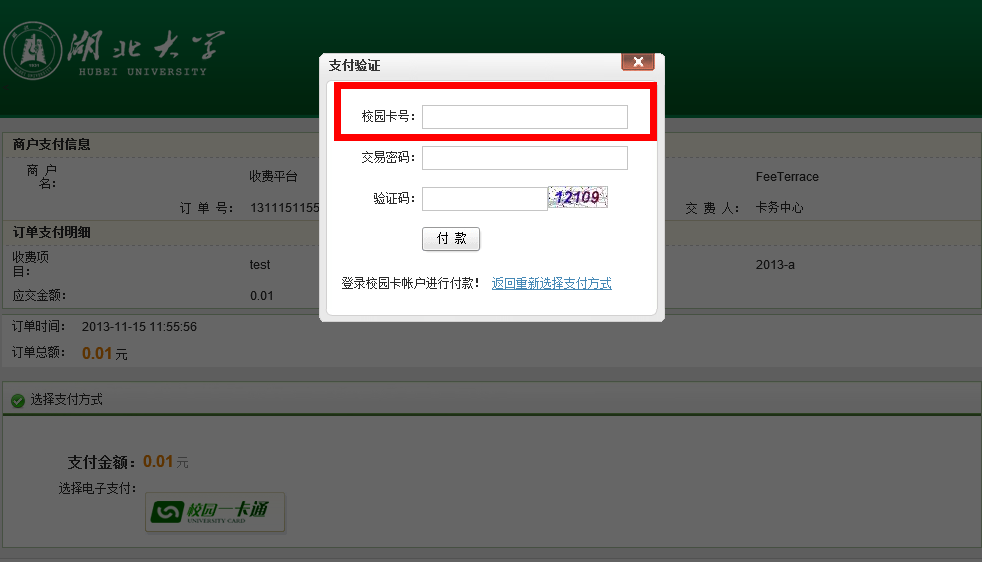 湖北大学
HUBEI UNIVERSITY
支付验证
校园卡号：
交易密码：
验证码：
12109
付 款
登录校园卡帐户进行付款！ 返回重新选择支付方式
商户支付信息
商 户
名：
收费平台
FeeTerrace
订 单 号：
1311151155
交 费 人：
卡务中心
订单支付明细
收费项
目：
test
2013-a
应交金额：
0.01
订单时间： 2013-11-15 11:55:56
订单总额： 0.01 元
选择支付方式
支付金额：0.01 元
选择电子支付：
校园一卡通
UNIVERSITY CARD